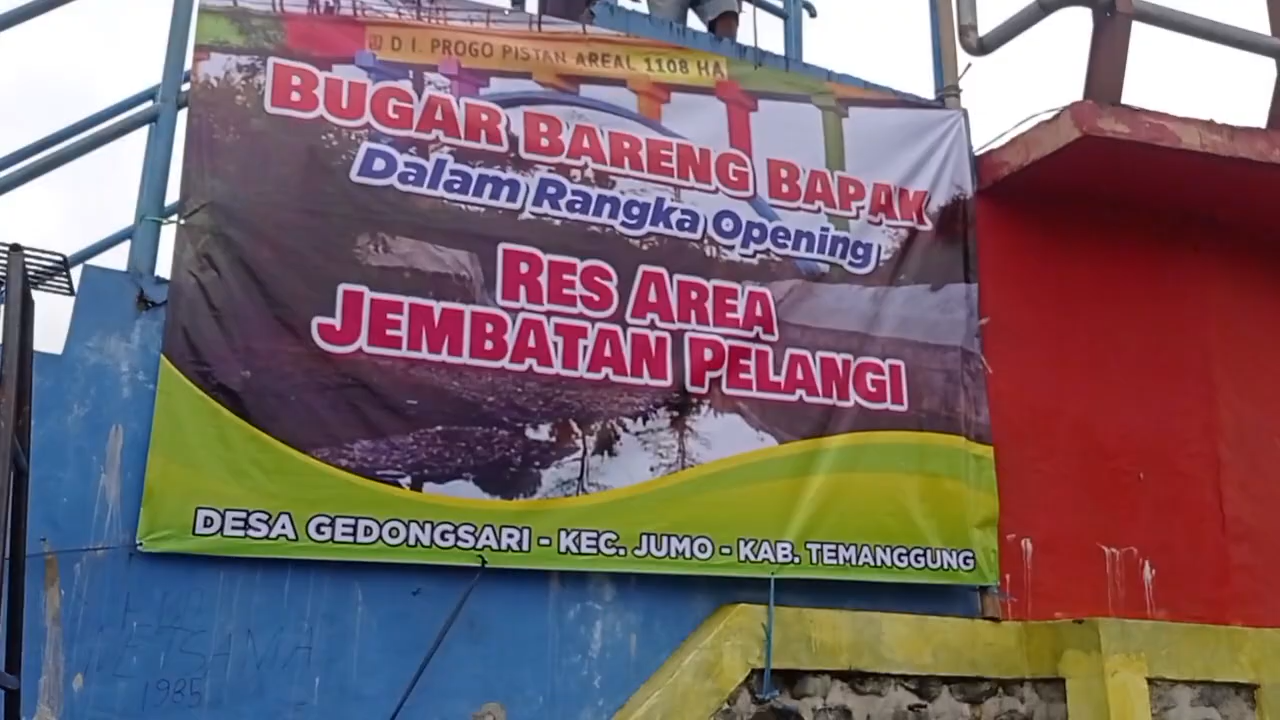 D I. PROGO PISTAN AREAL 1108 HA
BUGAR BARENG BAPAK
Dalam Rangka Opening
RES AREA
JEMBATAN PELANGI
DESA GEDONGSARI - KEC. JUMO - KAB. TEMANGGUNG
1985